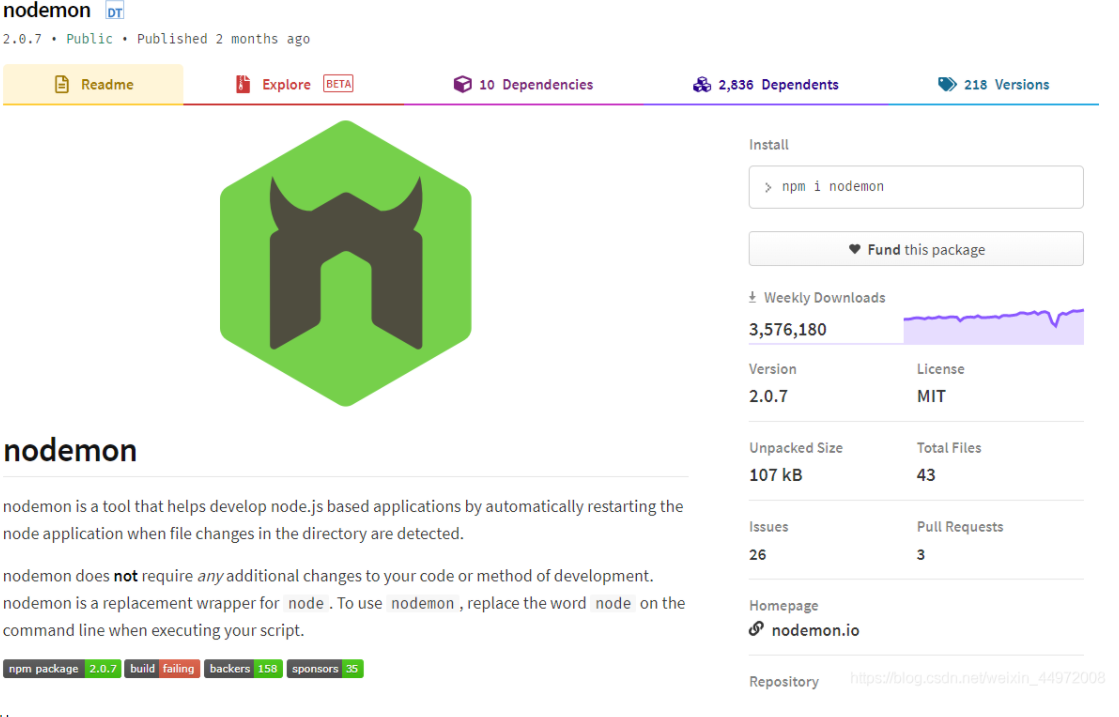 nodemon DT
2.0.7 • Public • Published 2 months ago
Readme
Explore BETA
10 Dependencies
2,836 Dependents
218 Versions
nodemon
nodemon is a tool that helps develop node.js based applications by automatically restarting the
node application when file changes in the directory are detected.
nodemon does not require any additional changes to your code or method of development.
nodemon is a replacement wrapper for node. To use nodemon, replace the word node on the
command line when executing your script.
npm package 2.0.7 build failing backers 158 sponsors 35
Install
> npm i nodemon
Fund this package
Weekly Downloads
3,576,180
Version License
2.0.7 MIT
Unpacked Size Total Files
107 kB 43
Issues Pull Requests
26 3
Homepage
nodemon.io
Repository
https://blog.csdn.net/weixin_44972008